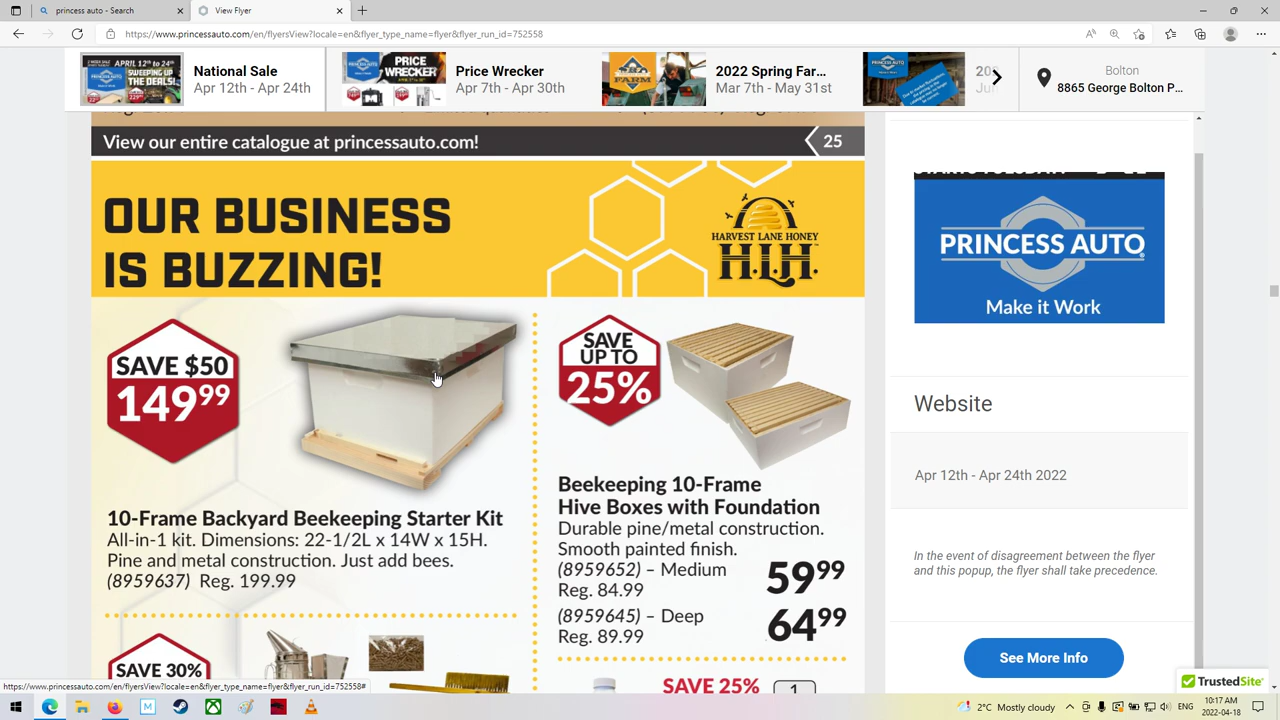 princess auto - Search
View Flyer
https://www.princessauto.com/en/flyersView?locale=en&flyer_type_name=flyer&flyer_run_id=752558
APRIL 12th to 24th
SWEEPING UP
THE DEALS!
National Sale
Apr 12th - Apr 24th
PRICE
WRECKER
Price Wrecker
Apr 7th - Apr 30th
FARM
2022 Spring Far...
Mar 7th - May 31st
Bolton
8865 George Bolton P...
View our entire catalogue at princessauto.com!
25
OUR BUSINESS
IS BUZZING!
HARVEST LANE HONEY
H.L.H.
SAVE $50
149.99
10-Frame Backyard Beekeeping Starter Kit
All-in-1 kit. Dimensions: 22-1/2L x 14W x 15H.
Pine and metal construction. Just add bees.
(8959637) Reg. 199.99
SAVE
UP TO
25%
Beekeeping 10-Frame
Hive Boxes with Foundation
Durable pine/metal construction.
Smooth painted finish.
(8959652) – Medium
Reg. 84.99
59.99
(8959645) – Deep
Reg. 89.99
64.99
SAVE 30%
SAVE 25%
1
PRINCESS AUTO
Make it Work
Website
Apr 12th - Apr 24th 2022
In the event of disagreement between the flyer
and this popup, the flyer shall take precedence.
See More Info
TrustedSite
https://www.princessauto.com/en/flyersView?locale=en&flyer_type_name=flyer&flyer_run_id=752558#
2°C Mostly cloudy
10:17 AM
2022-04-18